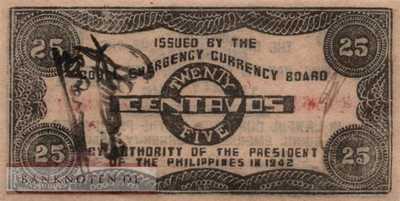 25 ISSUED BY THE 25
EMERGENCY CURRENCY BOARD
TWENTY
CENTAVOS
FIVE
25 BY AUTHORITY OF THE PRESIDENT 25
OF THE PHILIPPINES IN 1942
BANKNOTEN.DE